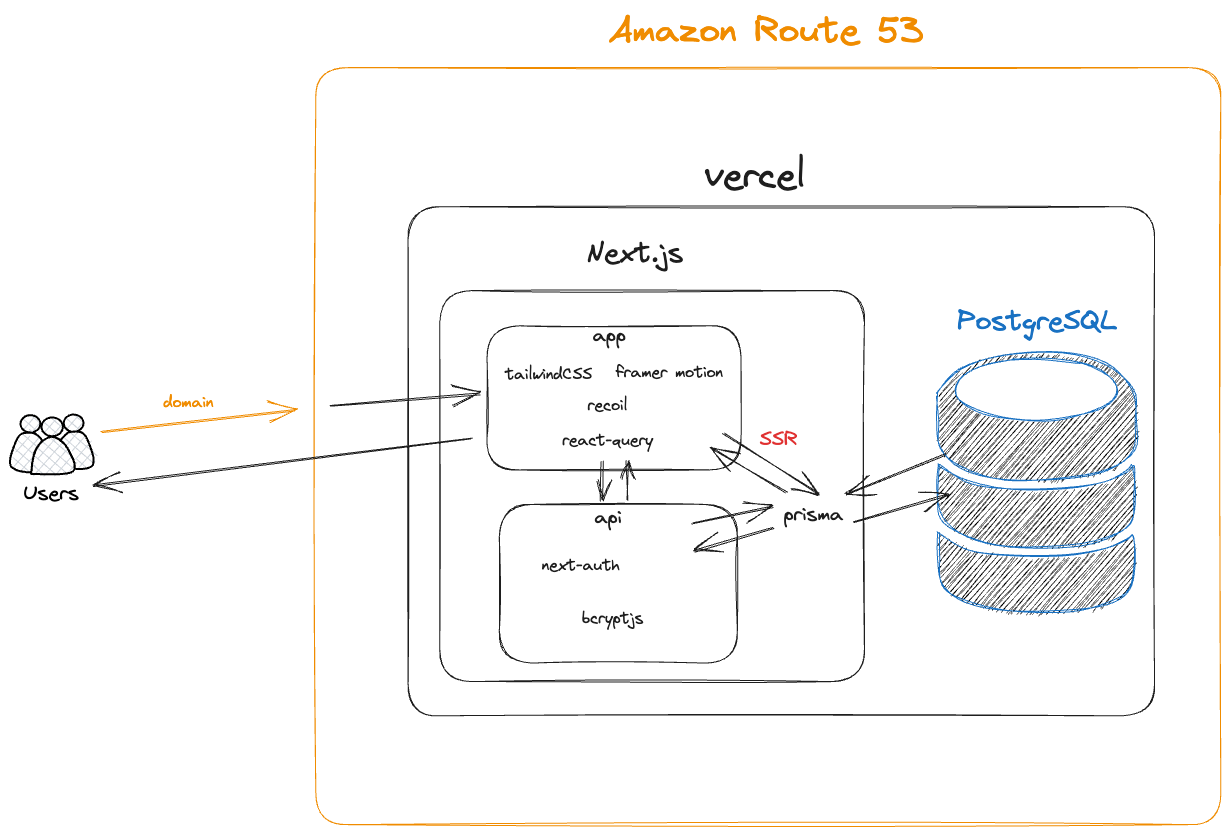 Amazon Route 53
vercel
Next.js
PostgreSQL
app
tailwindCSS framer motion
recoil
react-query
domain
SSR
Users
api
prisma
next-auth
bcryptjs